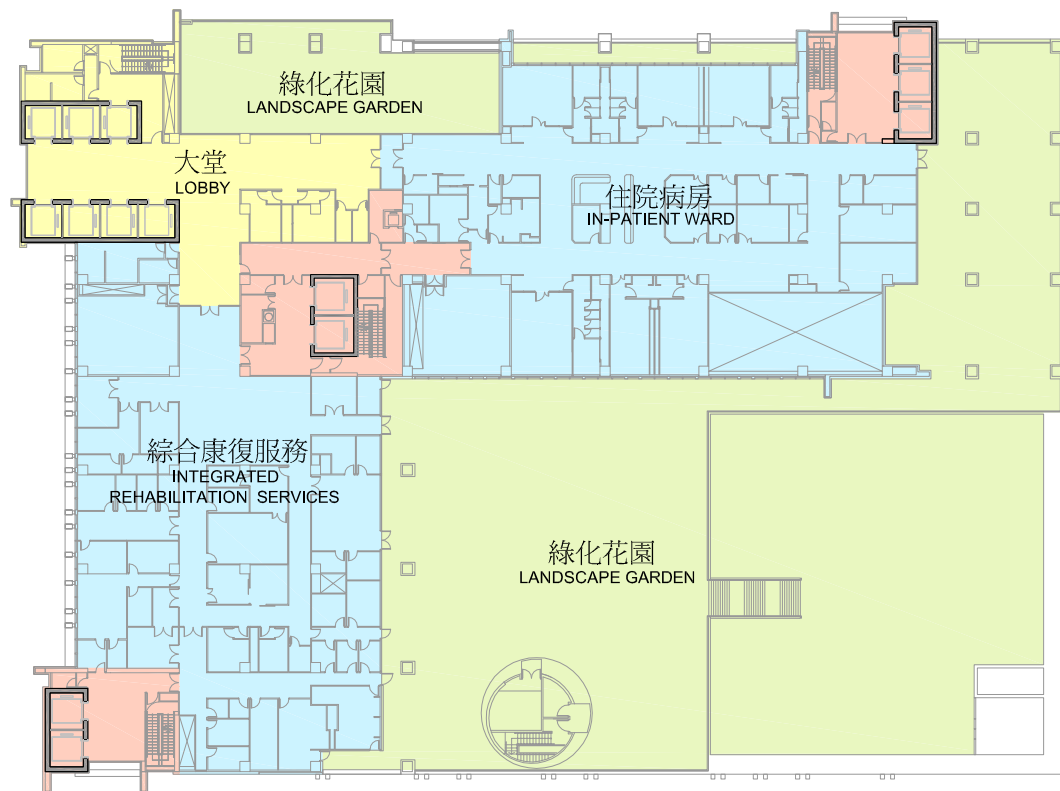 綠化花園
LANDSCAPE GARDEN
大堂
LOBBY
住院病房
IN-PATIENT WARD
綜合康復服務
INTEGRATED
REHABILITATION SERVICES
綠化花園
LANDSCAPE GARDEN